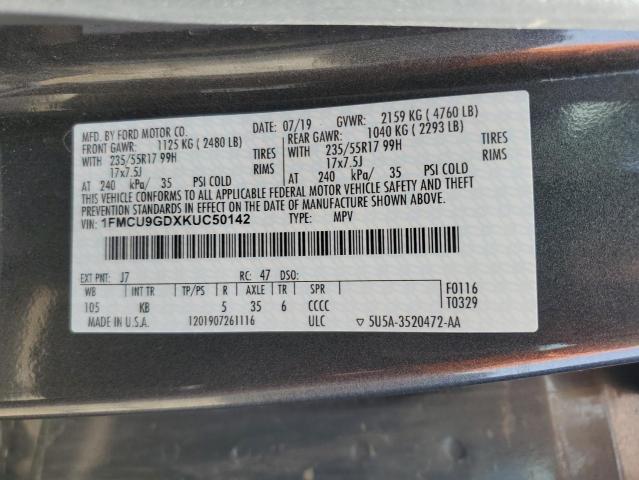 MFD. BY FORD MOTOR CO. DATE: 07/19 GVWR: 2159 KG ( 4760 LB)
FRONT GAWR: 1125 KG ( 2480 LB) REAR GAWR: 1040 KG ( 2293 LB)
WITH 235/55R17 99H TIRES WITH 235/55R17 99H TIRES
17x7.5J RIMS 17x7.5J RIMS
AT 240 kPa/ 35 PSI COLD AT 240 kPa/ 35 PSI COLD
THIS VEHICLE CONFORMS TO ALL APPLICABLE FEDERAL MOTOR VEHICLE SAFETY AND THEFT
PREVENTION STANDARDS IN EFFECT ON THE DATE OF MANUFACTURE SHOWN ABOVE.
VIN: 1FMCU9GDXKUC50142 TYPE: MPV
EXT PNT: J7 RC: 47 DSO:
WB INT TR TP/PS R AXLE TR SPR F0116
105 KB 5 35 6 CCCC T0329
MADE IN U.S.A. 1201907261116 ULC ▽ 5U5A-3520472-AA